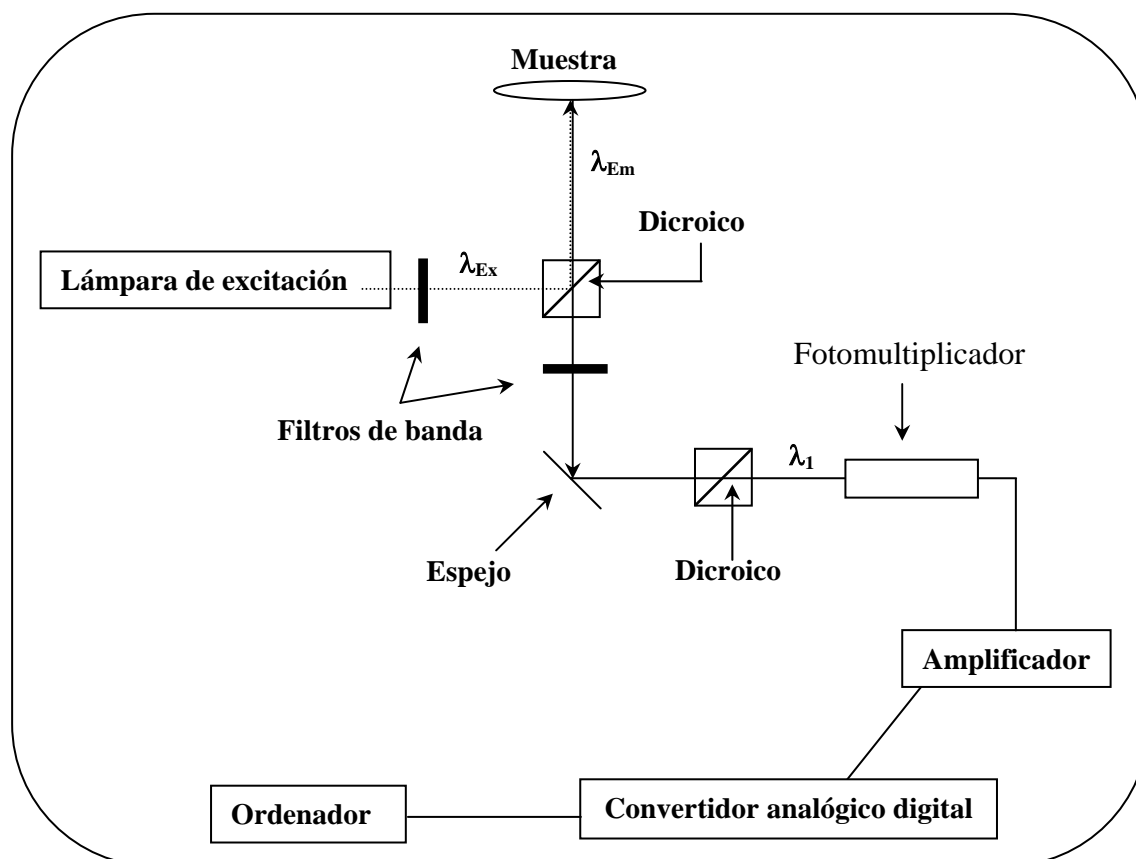 Muestra
λEm
Dicroico
Lámpara de excitación
λEx
Fotomultiplicador
Filtros de banda
λ1
Espejo
Dicroico
Amplificador
Convertidor analógico digital
Ordenador